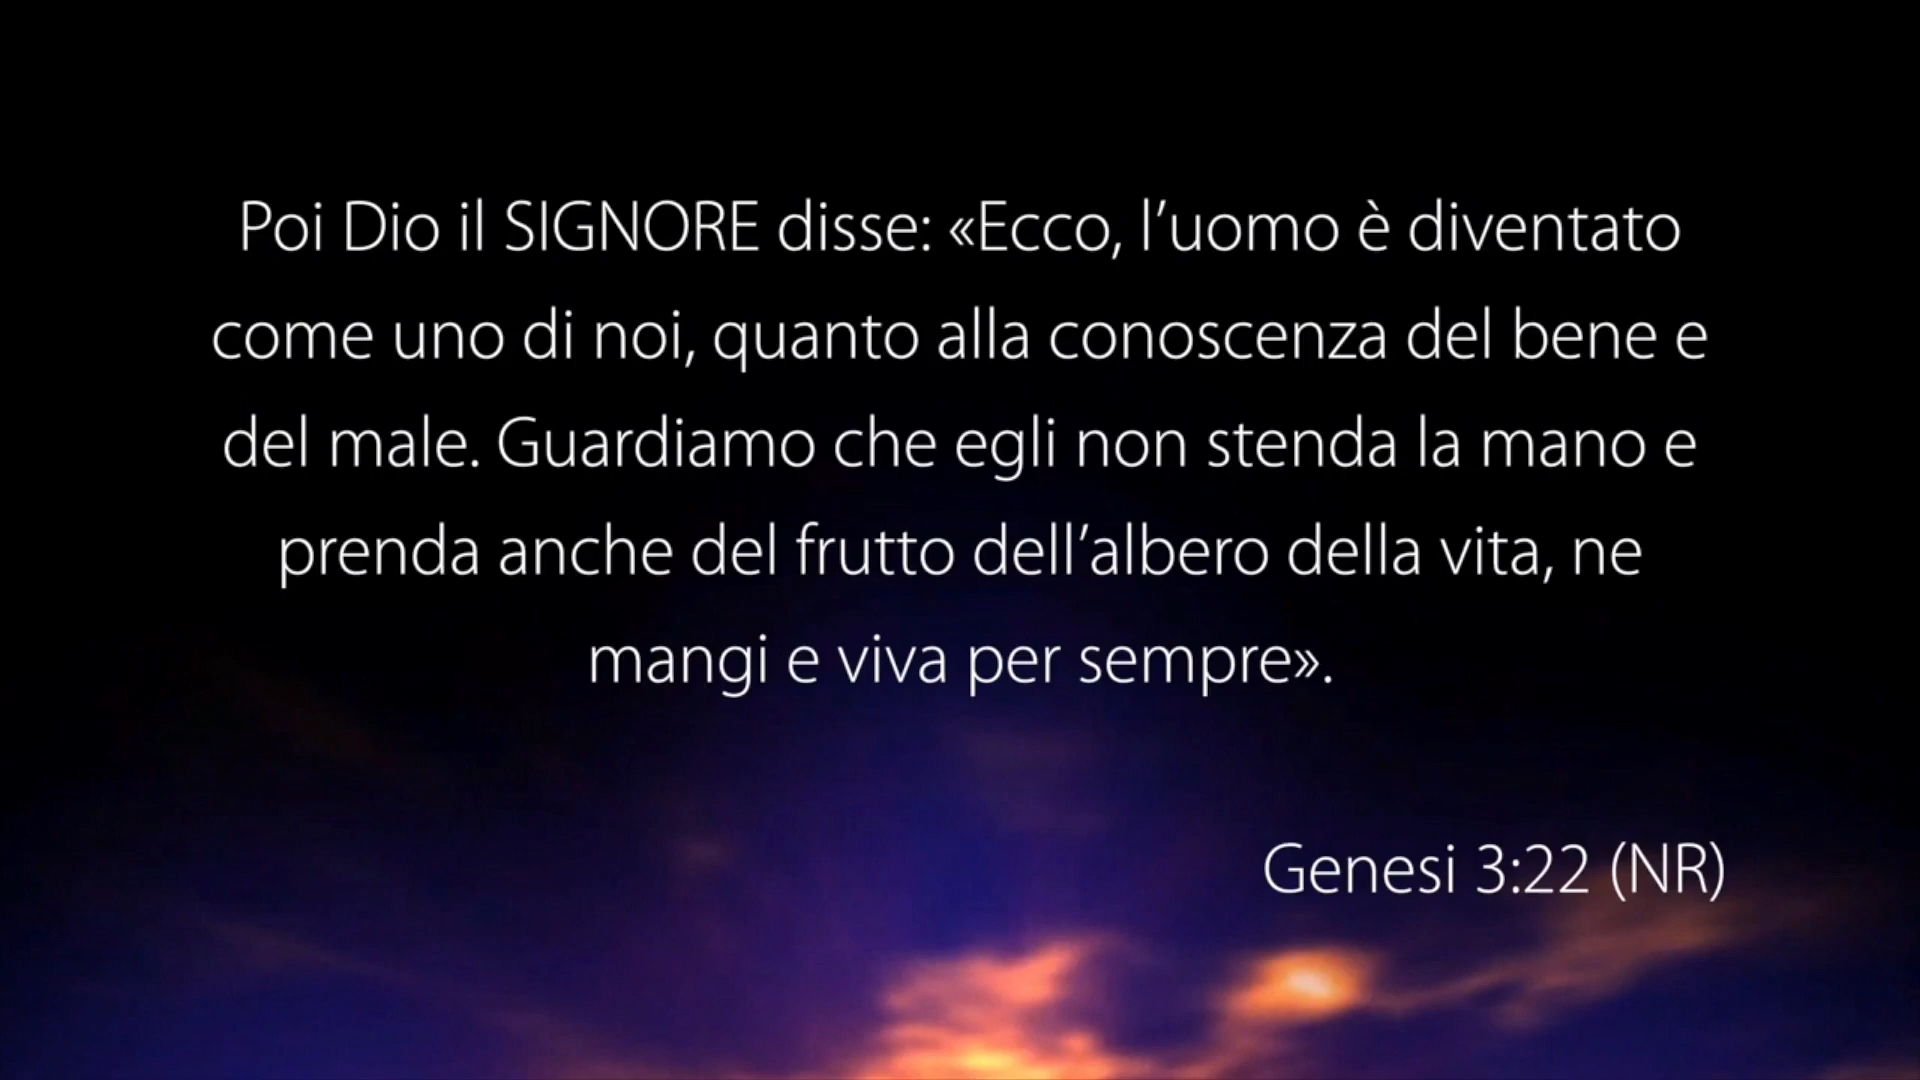 Poi Dio il SIGNORE disse: «Ecco, l’uomo è diventato
come uno di noi, quanto alla conoscenza del bene e
del male. Guardiamo che egli non stenda la mano e
prenda anche del frutto dell’albero della vita, ne
mangi e viva per sempre».
Genesi 3:22 (NR)